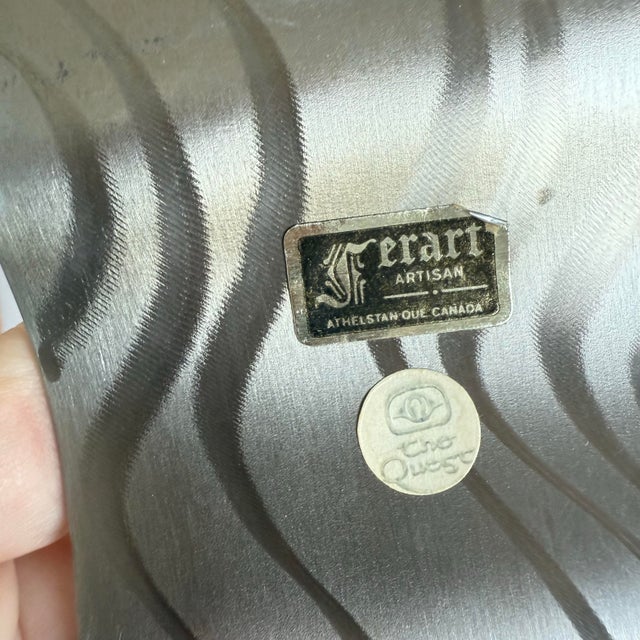 Ferart
ARTISAN
ATHELSTAN QUE. CANADA
the
Quest